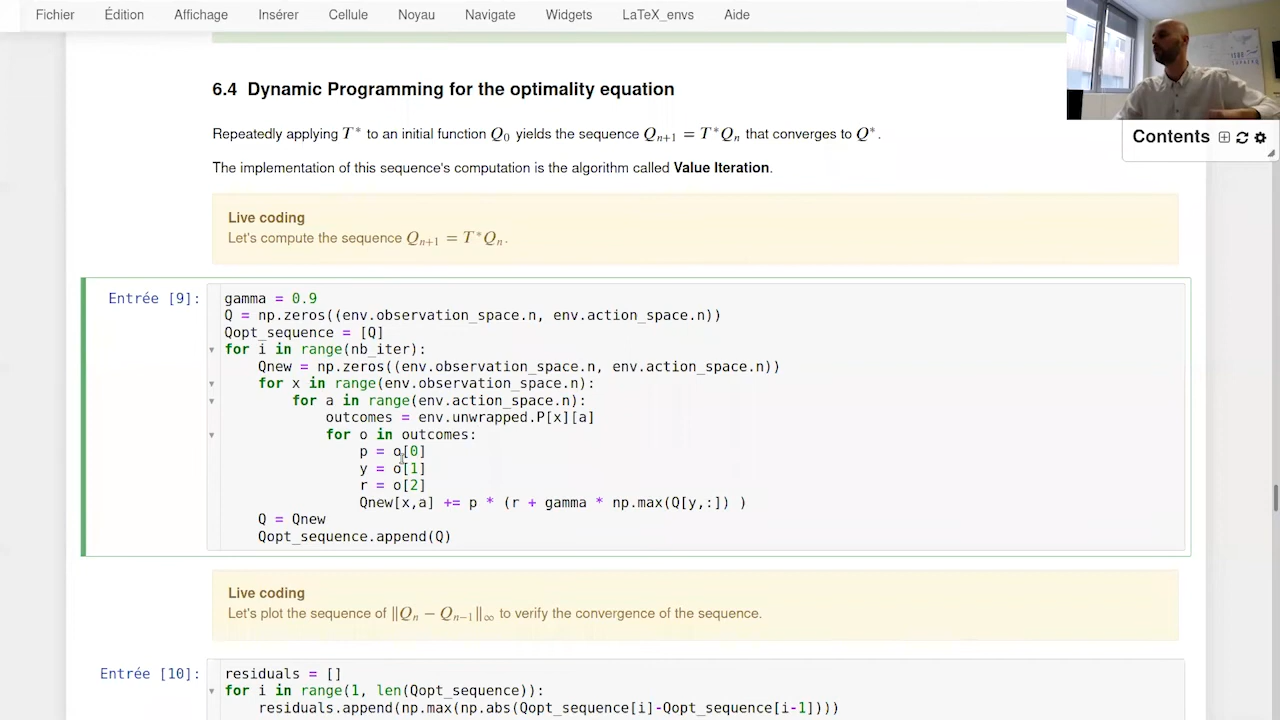 Fichier Édition Affichage Insérer Cellule Noyau Navigate Widgets LaTeX_envs Aide
6.4 Dynamic Programming for the optimality equation
Contents
Repeatedly applying T* to an initial function Q₀ yields the sequence Qₙ₊₁ = T*Qₙ that converges to Q*.
The implementation of this sequence's computation is the algorithm called Value Iteration.
Live coding
Let's compute the sequence Qₙ₊₁ = T*Qₙ.
Entrée [9]:
gamma = 0.9
Q = np.zeros((env.observation_space.n, env.action_space.n))
Qopt_sequence = [Q]
for i in range(nb_iter):
    Qnew = np.zeros((env.observation_space.n, env.action_space.n))
    for x in range(env.observation_space.n):
        for a in range(env.action_space.n):
            outcomes = env.unwrapped.P[x][a]
            for o in outcomes:
                p = o[0]
                y = o[1]
                r = o[2]
                Qnew[x,a] += p * (r + gamma * np.max(Q[y,:]) )
    Q = Qnew
    Qopt_sequence.append(Q)
Live coding
Let's plot the sequence of ‖Qₙ − Qₙ₋₁‖∞ to verify the convergence of the sequence.
Entrée [10]:
residuals = []
for i in range(1, len(Qopt_sequence)):
    residuals.append(np.max(np.abs(Qopt_sequence[i]-Qopt_sequence[i-1])))